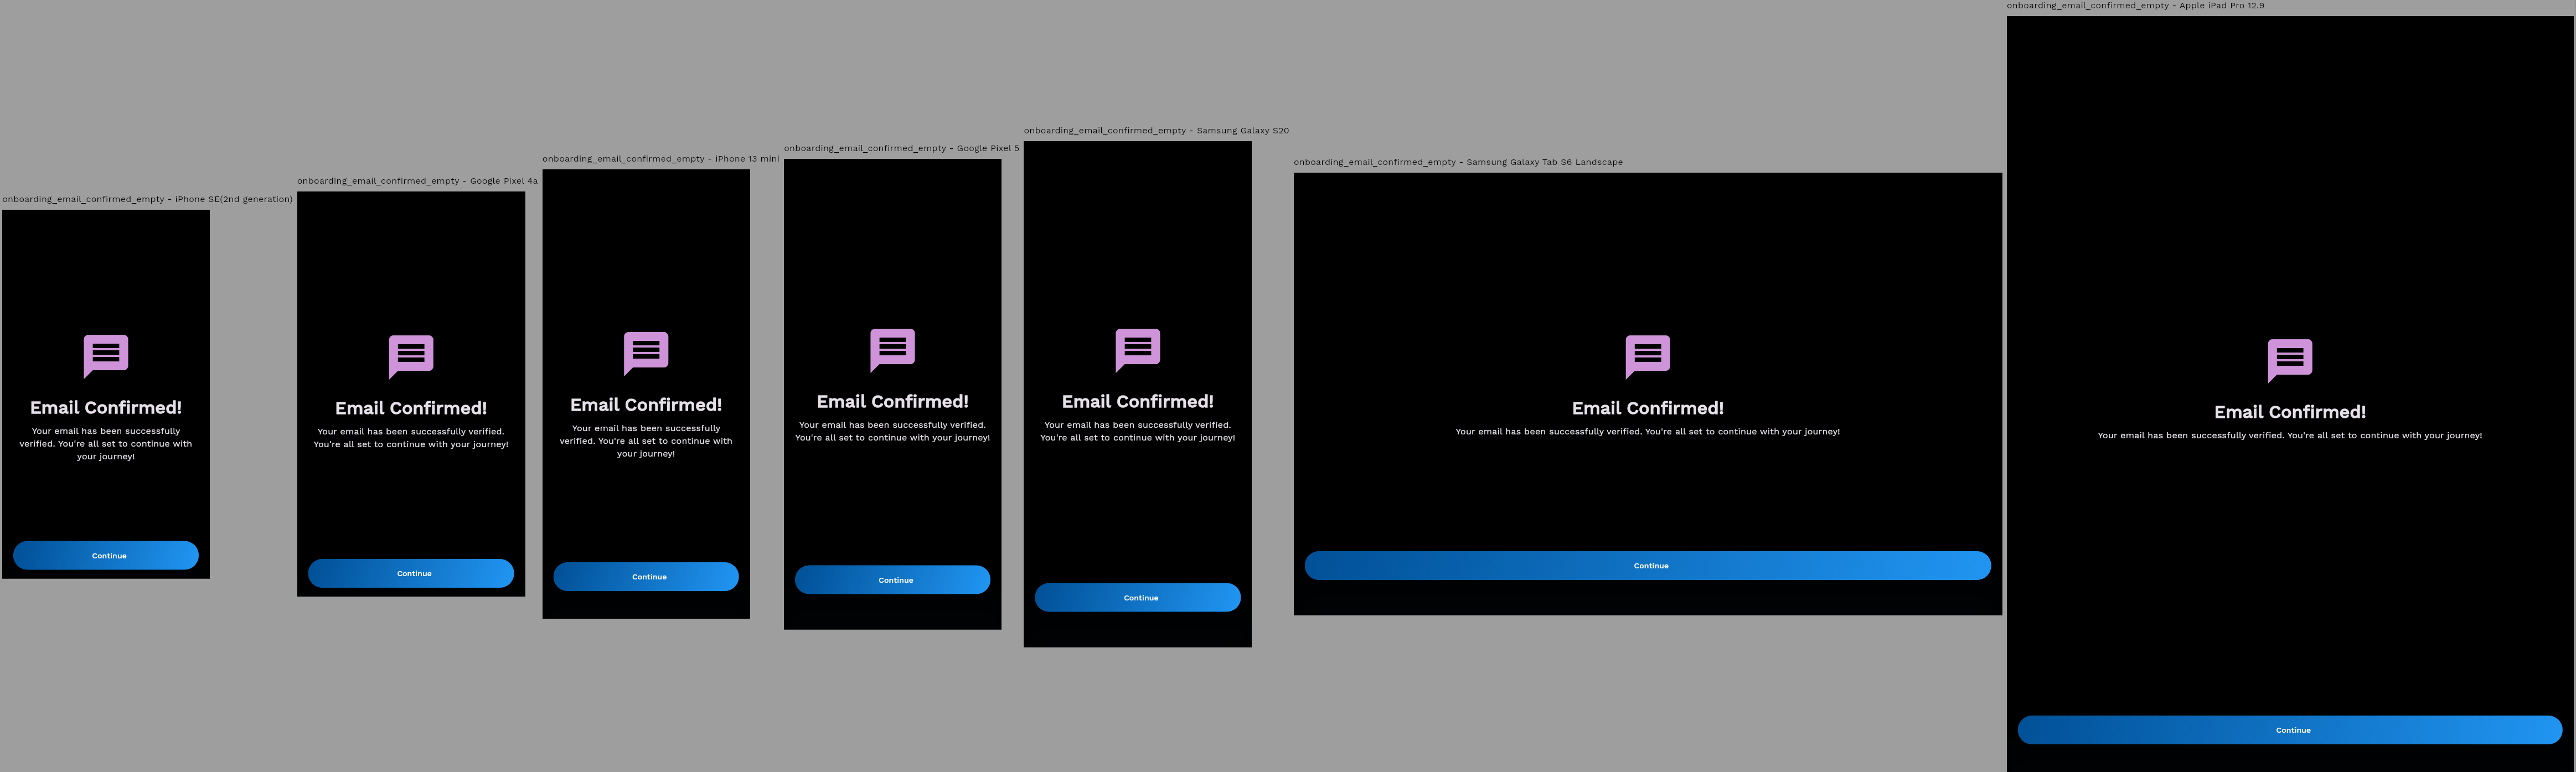 onboarding_email_confirmed_empty - iPhone SE(2nd generation)
Email Confirmed!
Your email has been successfully
verified. You're all set to continue with
your journey!
Continue
onboarding_email_confirmed_empty - Google Pixel 4a
Email Confirmed!
Your email has been successfully verified.
You're all set to continue with your journey!
Continue
onboarding_email_confirmed_empty - iPhone 13 mini
Email Confirmed!
Your email has been successfully
verified. You're all set to continue with
your journey!
Continue
onboarding_email_confirmed_empty - Google Pixel 5
Email Confirmed!
Your email has been successfully verified.
You're all set to continue with your journey!
Continue
onboarding_email_confirmed_empty - Samsung Galaxy S20
Email Confirmed!
Your email has been successfully verified.
You're all set to continue with your journey!
Continue
onboarding_email_confirmed_empty - Samsung Galaxy Tab S6 Landscape
Email Confirmed!
Your email has been successfully verified. You're all set to continue with your journey!
Continue
onboarding_email_confirmed_empty - Apple iPad Pro 12.9
Email Confirmed!
Your email has been successfully verified. You're all set to continue with your journey!
Continue